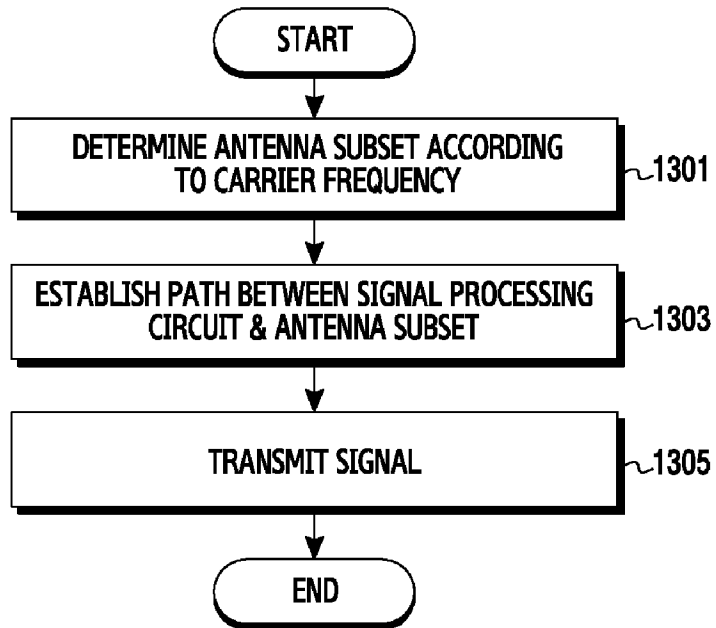 START
DETERMINE ANTENNA SUBSET ACCORDING
TO CARRIER FREQUENCY
1301
ESTABLISH PATH BETWEEN SIGNAL PROCESSING
CIRCUIT & ANTENNA SUBSET
1303
TRANSMIT SIGNAL
1305
END